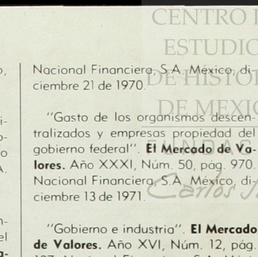 CENTRO
ESTUDIO
DE HISTOR
DE MEXIC
Nacional Financiera, S.A. México, di-
ciembre 21 de 1970.
"Gasto de los organismos descen-
tralizados y empresas propiedad del
gobierno federal". El Mercado de Va-
lores. Año XXXI, Núm. 50, pág. 970.
Nacional Financiera, S.A. México, di-
ciembre 13 de 1971.
"Gobierno e industria". El Mercado
de Valores. Año XVI, Núm. 12, pág.